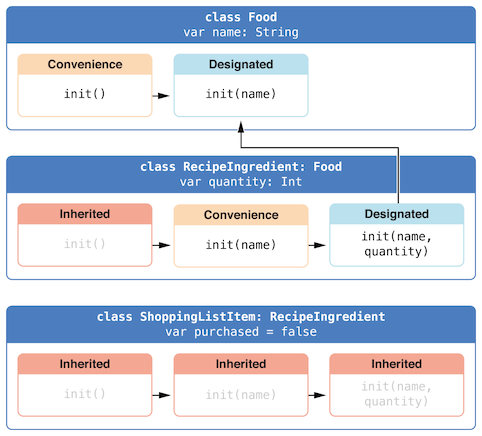 class Food
var name: String
Convenience
Designated
init()
init(name)
class RecipeIngredient: Food
var quantity: Int
Inherited
Convenience
Designated
init()
init(name)
init(name,
quantity)
class ShoppingListItem: RecipeIngredient
var purchased = false
Inherited
Inherited
Inherited
init()
init(name)
init(name,
quantity)